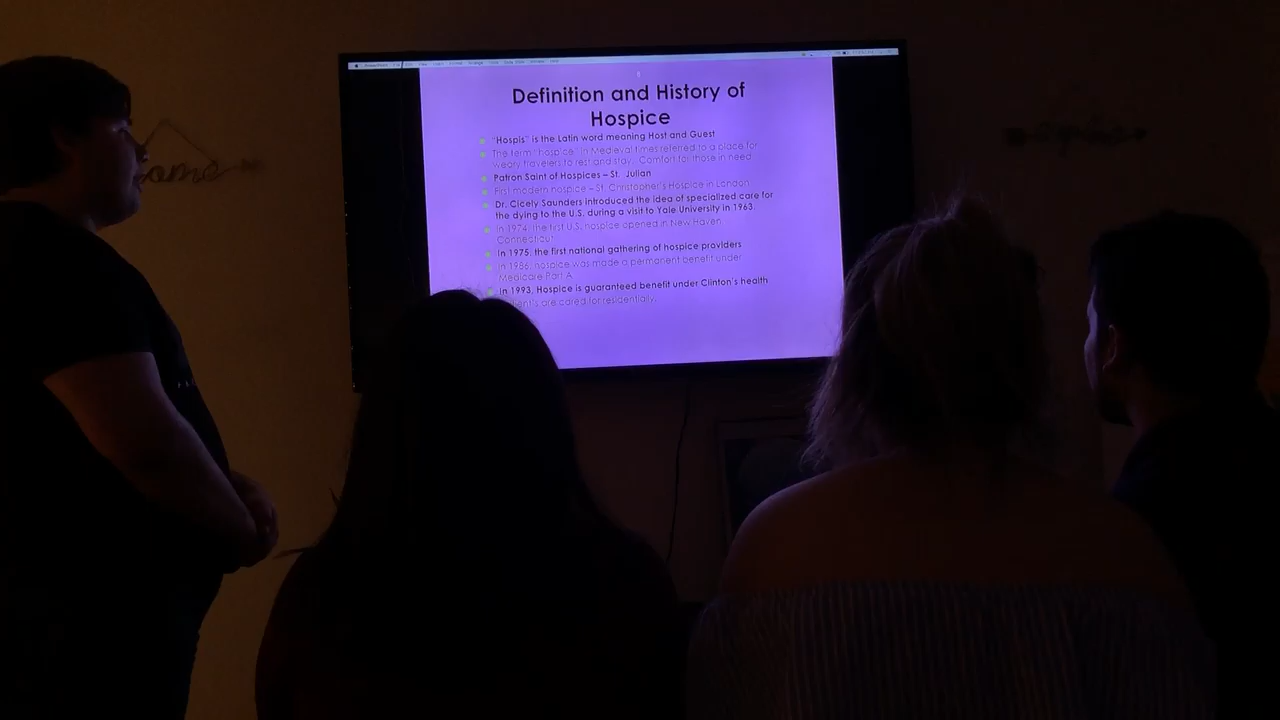 Definition and History of
Hospice
"Hospis" is the Latin word meaning Host and Guest
The term "hospice" in Medieval times referred to a place for
weary travelers to rest and stay. Comfort for those in need
Patron Saint of Hospices – St. Julian
First modern hospice – St. Christopher's Hospice in London
Dr. Cicely Saunders introduced the idea of specialized care for
the dying to the U.S. during a visit to Yale University in 1963.
In 1974, the first U.S. hospice opened in New Haven
Connecticut
In 1975, the first national gathering of hospice providers
In 1986, hospice was made a permanent benefit under
Medicare Part A
In 1993, Hospice is guaranteed benefit under Clinton's health
are cared for residentially.